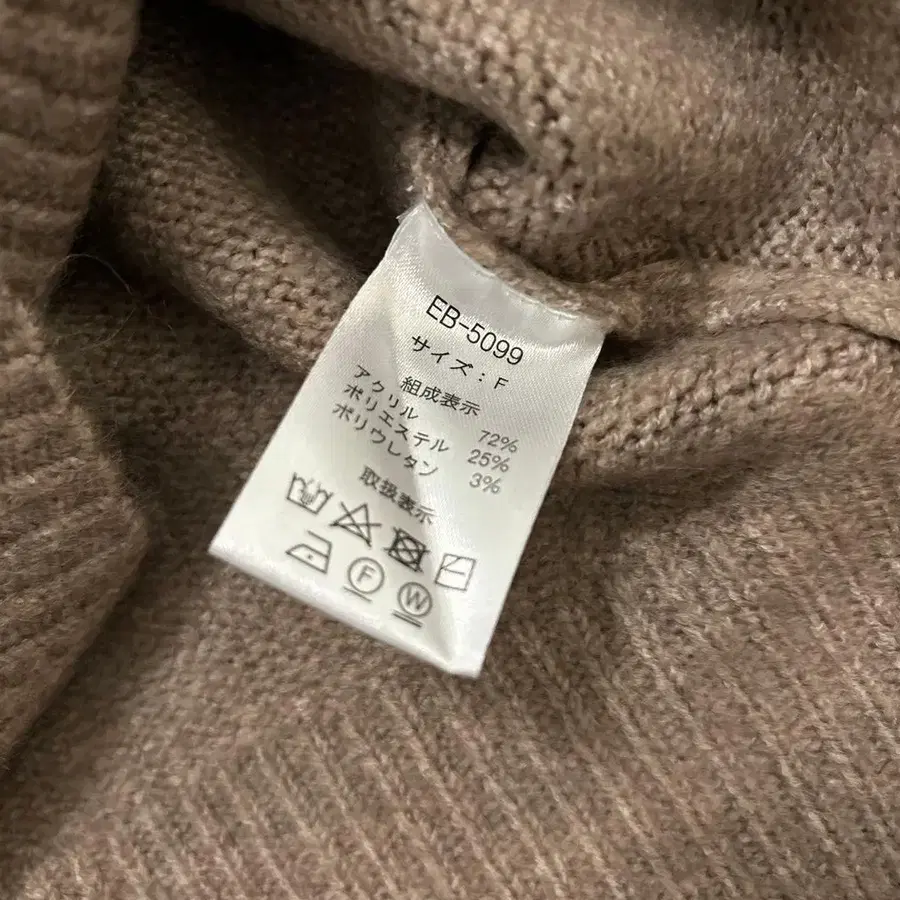 EB-5099
サイズ：F
組成表示
アクリル 72%
ポリエステル 25%
ポリウレタン 3%
取扱表示
F
W